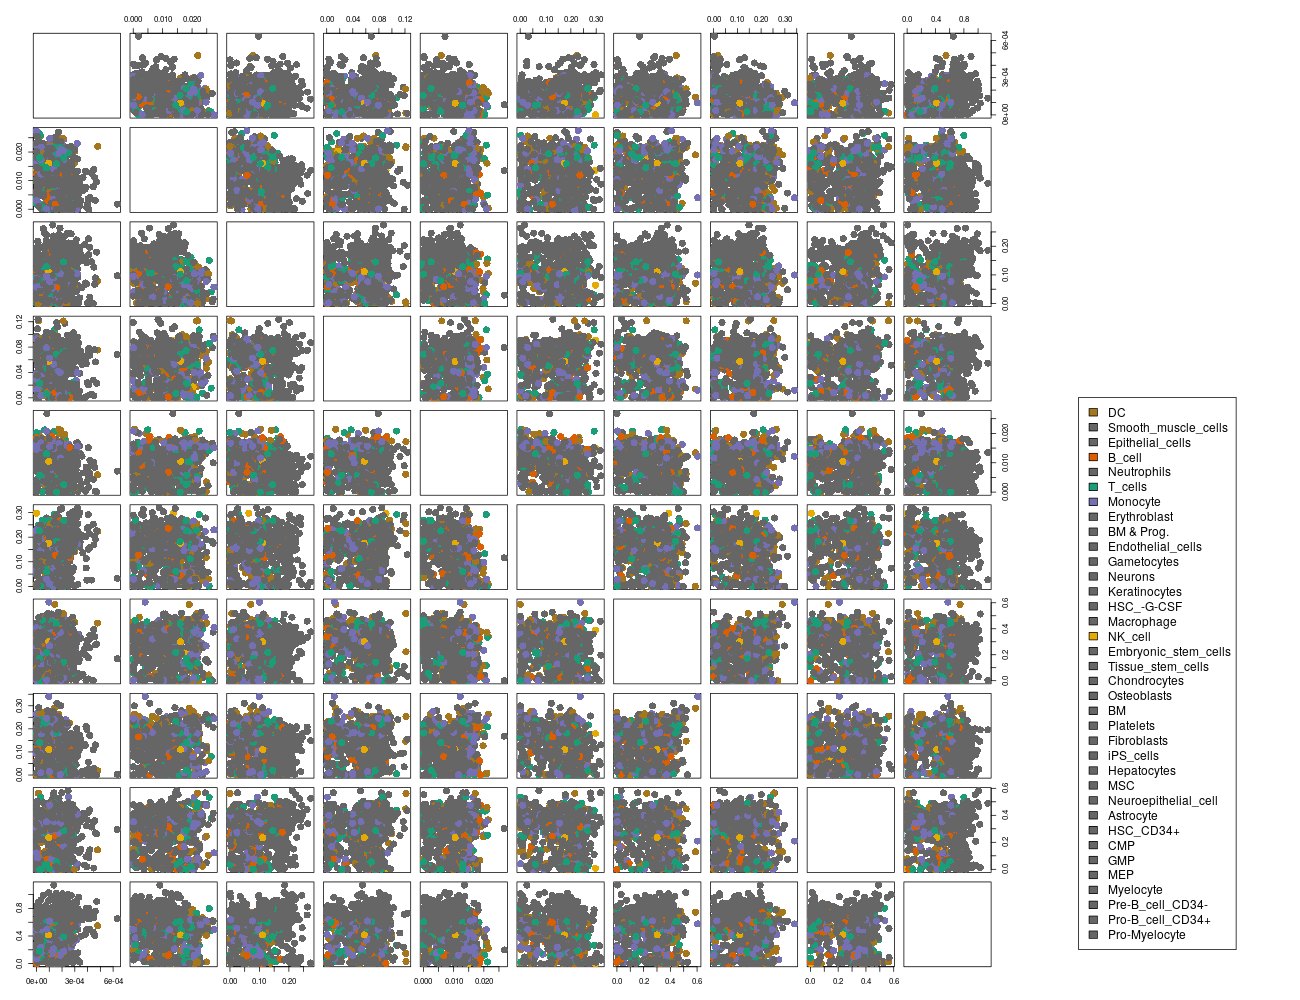 0.000 0.010 0.020 0.00 0.04 0.08 0.12 0.00 0.10 0.20 0.30 0.00 0.10 0.20 0.30 0.0 0.4 0.8
0e+00 3e-04 6e-04
0.000 0.010 0.020
0.00 0.10 0.20
0.00 0.04 0.08 0.12
0.000 0.010 0.020
0.00 0.10 0.20 0.30
0.0 0.2 0.4 0.6
0.00 0.10 0.20 0.30
0.0 0.2 0.4 0.6
0.0 0.4 0.8
0e+00 3e-04 6e-04 0.00 0.10 0.20 0.000 0.010 0.020 0.0 0.2 0.4 0.6 0.0 0.2 0.4 0.6
DC
Smooth_muscle_cells
Epithelial_cells
B_cell
Neutrophils
T_cells
Monocyte
Erythroblast
BM & Prog.
Endothelial_cells
Gametocytes
Neurons
Keratinocytes
HSC_-G-CSF
Macrophage
NK_cell
Embryonic_stem_cells
Tissue_stem_cells
Chondrocytes
Osteoblasts
BM
Platelets
Fibroblasts
iPS_cells
Hepatocytes
MSC
Neuroepithelial_cell
Astrocyte
HSC_CD34+
CMP
GMP
MEP
Myelocyte
Pre-B_cell_CD34-
Pro-B_cell_CD34+
Pro-Myelocyte